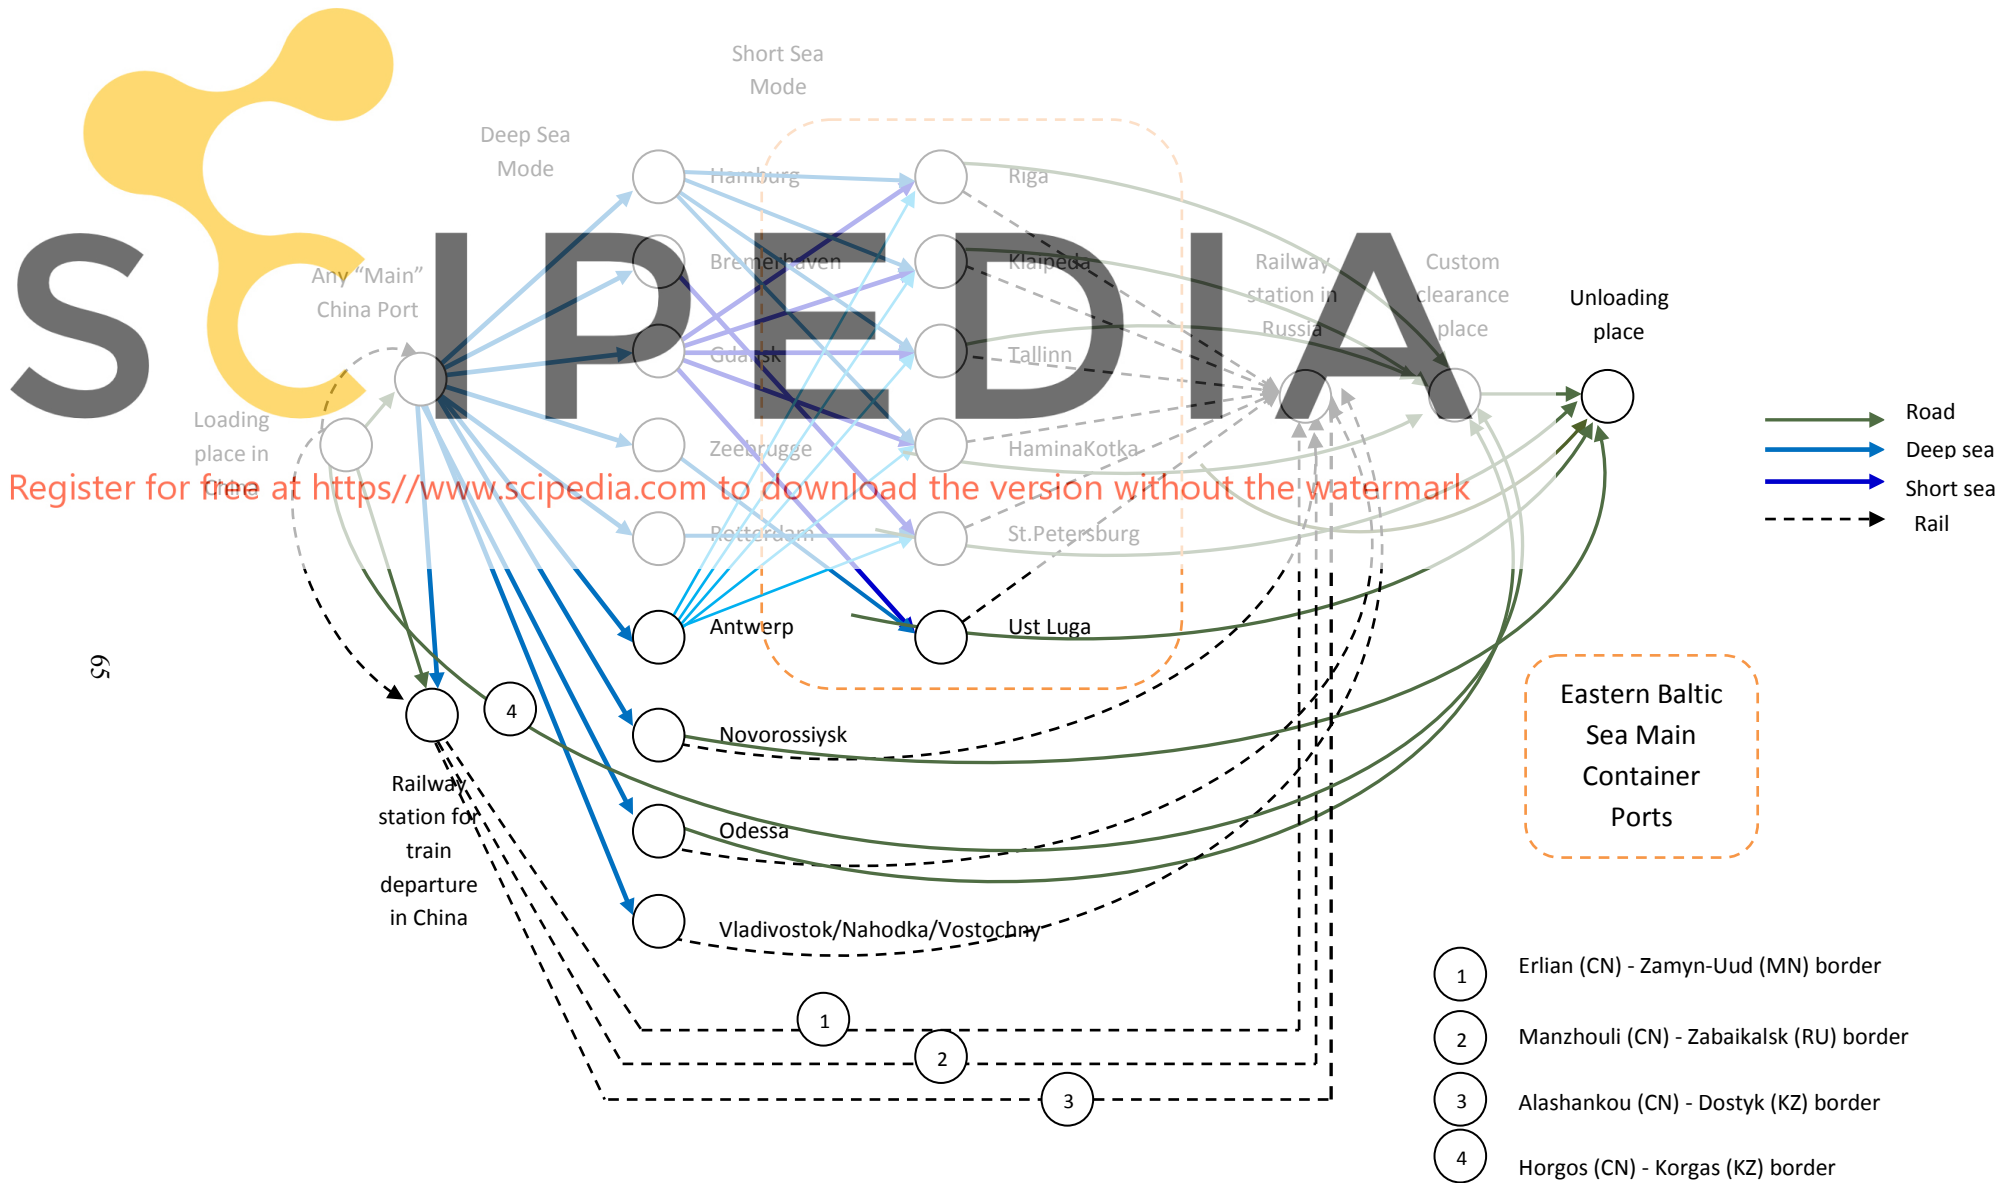 Short Sea
Mode
Deep Sea
Mode
Hamburg
Riga
SCIPEDIA
Any "Main"
China Port
Bremerhaven
Klaipeda
Railway
station in
Russia
Custom
clearance
place
Unloading
place
Gdansk
Tallinn
Loading
place in
China
Zeebrugge
HaminaKotka
Road
Deep sea
Short sea
Rail
Register for free at https//www.scipedia.com to download the version without the watermark
Rotterdam
St.Petersburg
Antwerp
Ust Luga
65
4
Novorossiysk
Eastern Baltic
Sea Main
Container
Ports
Railway
station for
train
departure
in China
Odessa
Vladivostok/Nahodka/Vostochny
1
2
3
1 Erlian (CN) - Zamyn-Uud (MN) border
2 Manzhouli (CN) - Zabaikalsk (RU) border
3 Alashankou (CN) - Dostyk (KZ) border
4 Horgos (CN) - Korgas (KZ) border